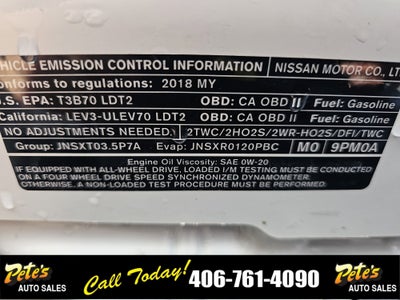 VEHICLE EMISSION CONTROL INFORMATION NISSAN MOTOR CO., LT
onforms to regulations: 2018 MY
U.S. EPA: T3B70 LDT2 OBD: CA OBD II Fuel: Gasoline
California: LEV3-ULEV70 LDT2 OBD: CA OBD II Fuel: Gasoline
NO ADJUSTMENTS NEEDED. 2TWC/2HO2S/2WR-HO2S/DFI/TWC
Group: JNSXT03.5P7A Evap: JNSXR0120PBC M0 9PM0A
Engine Oil Viscosity: SAE 0W-20
IF EQUIPPED WITH ALL-WHEEL DRIVE, LOADED I/M TESTING MUST BE CONDUCTED
ON A FOUR WHEEL DRIVE SPEED SYNCHRONIZED DYNAMOMETER.
OTHERWISE, A NON-LOADED TEST PROCEDURE MUST BE USED.
Pete's AUTO SALES
Call Today! 406-761-4090
Pete's AUTO SALES